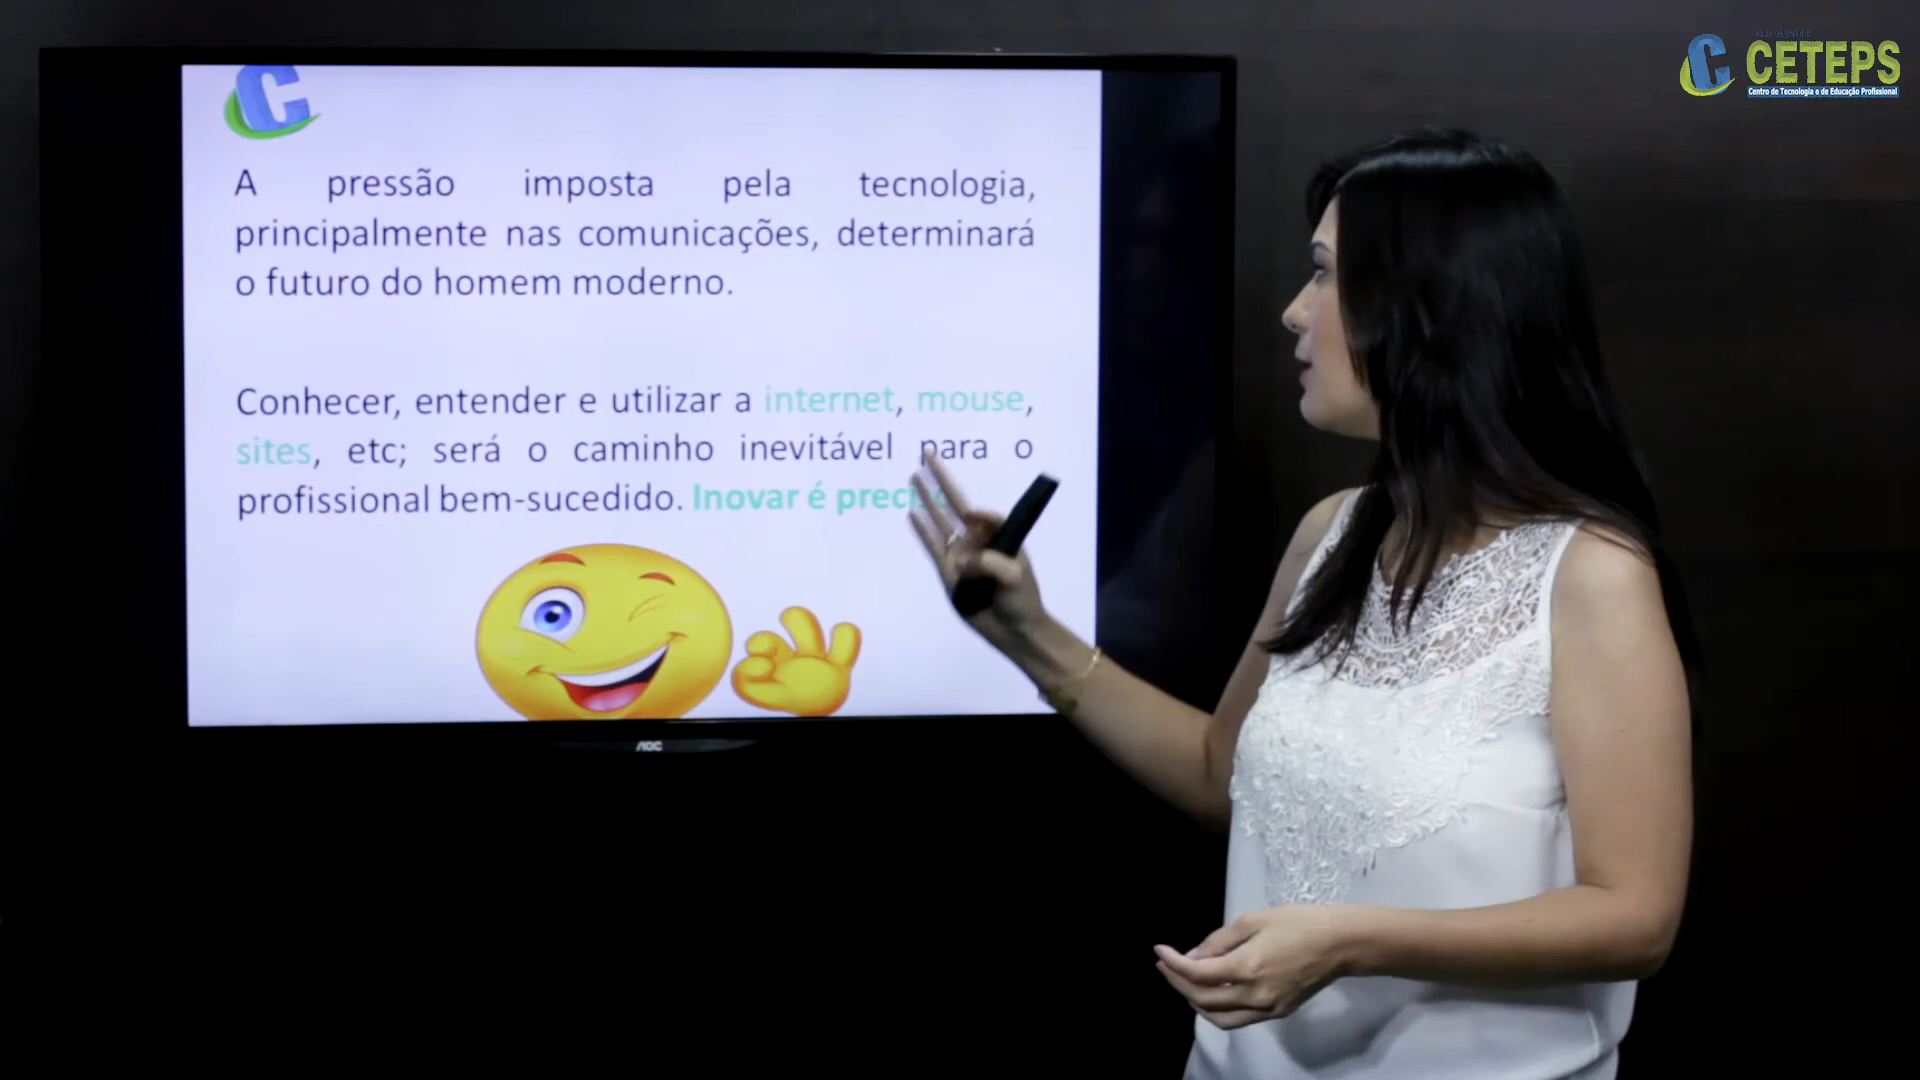 A pressão imposta pela tecnologia,
principalmente nas comunicações, determinará
o futuro do homem moderno.
Conhecer, entender e utilizar a internet, mouse,
sites, etc; será o caminho inevitável para o
profissional bem-sucedido. Inovar é
AOC
C CETEPS
Centro de Tecnologia e de Educação Profissional